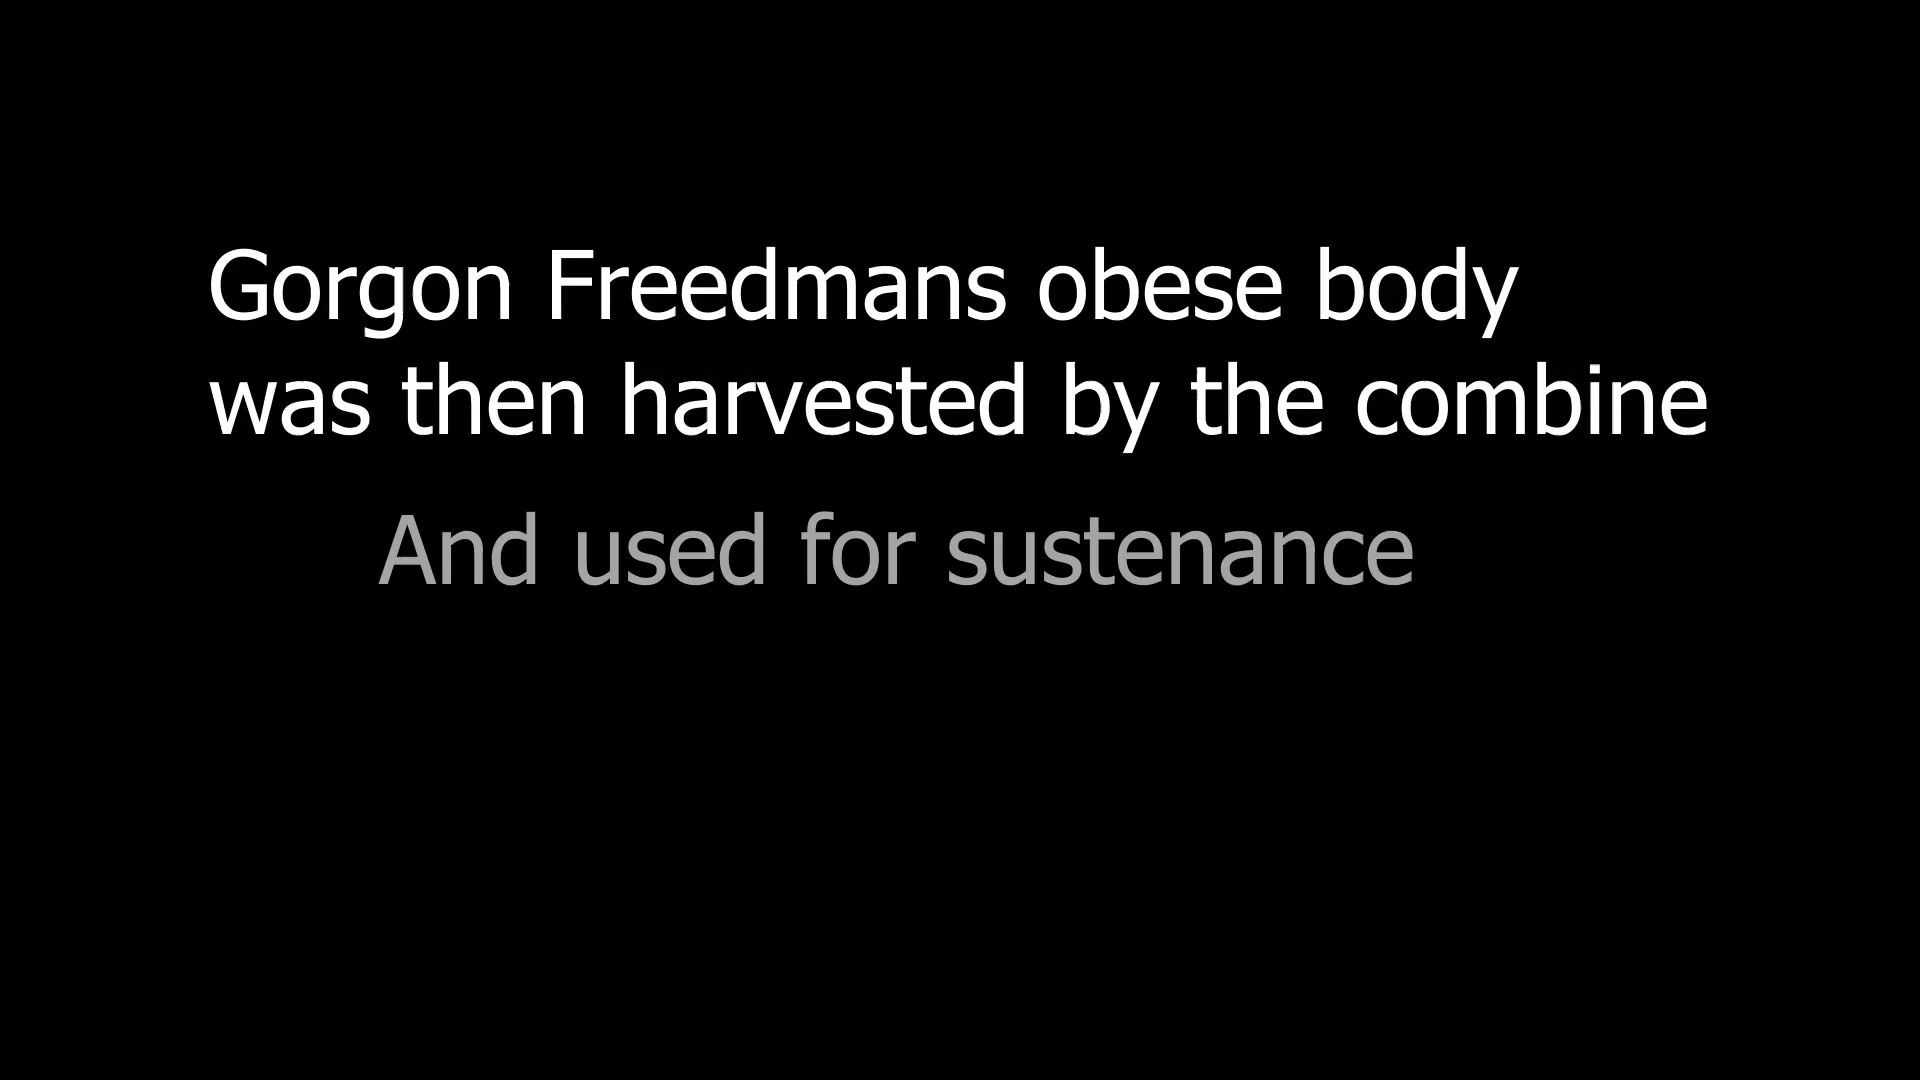 Gorgon Freedmans obese body
was then harvested by the combine
And used for sustenance